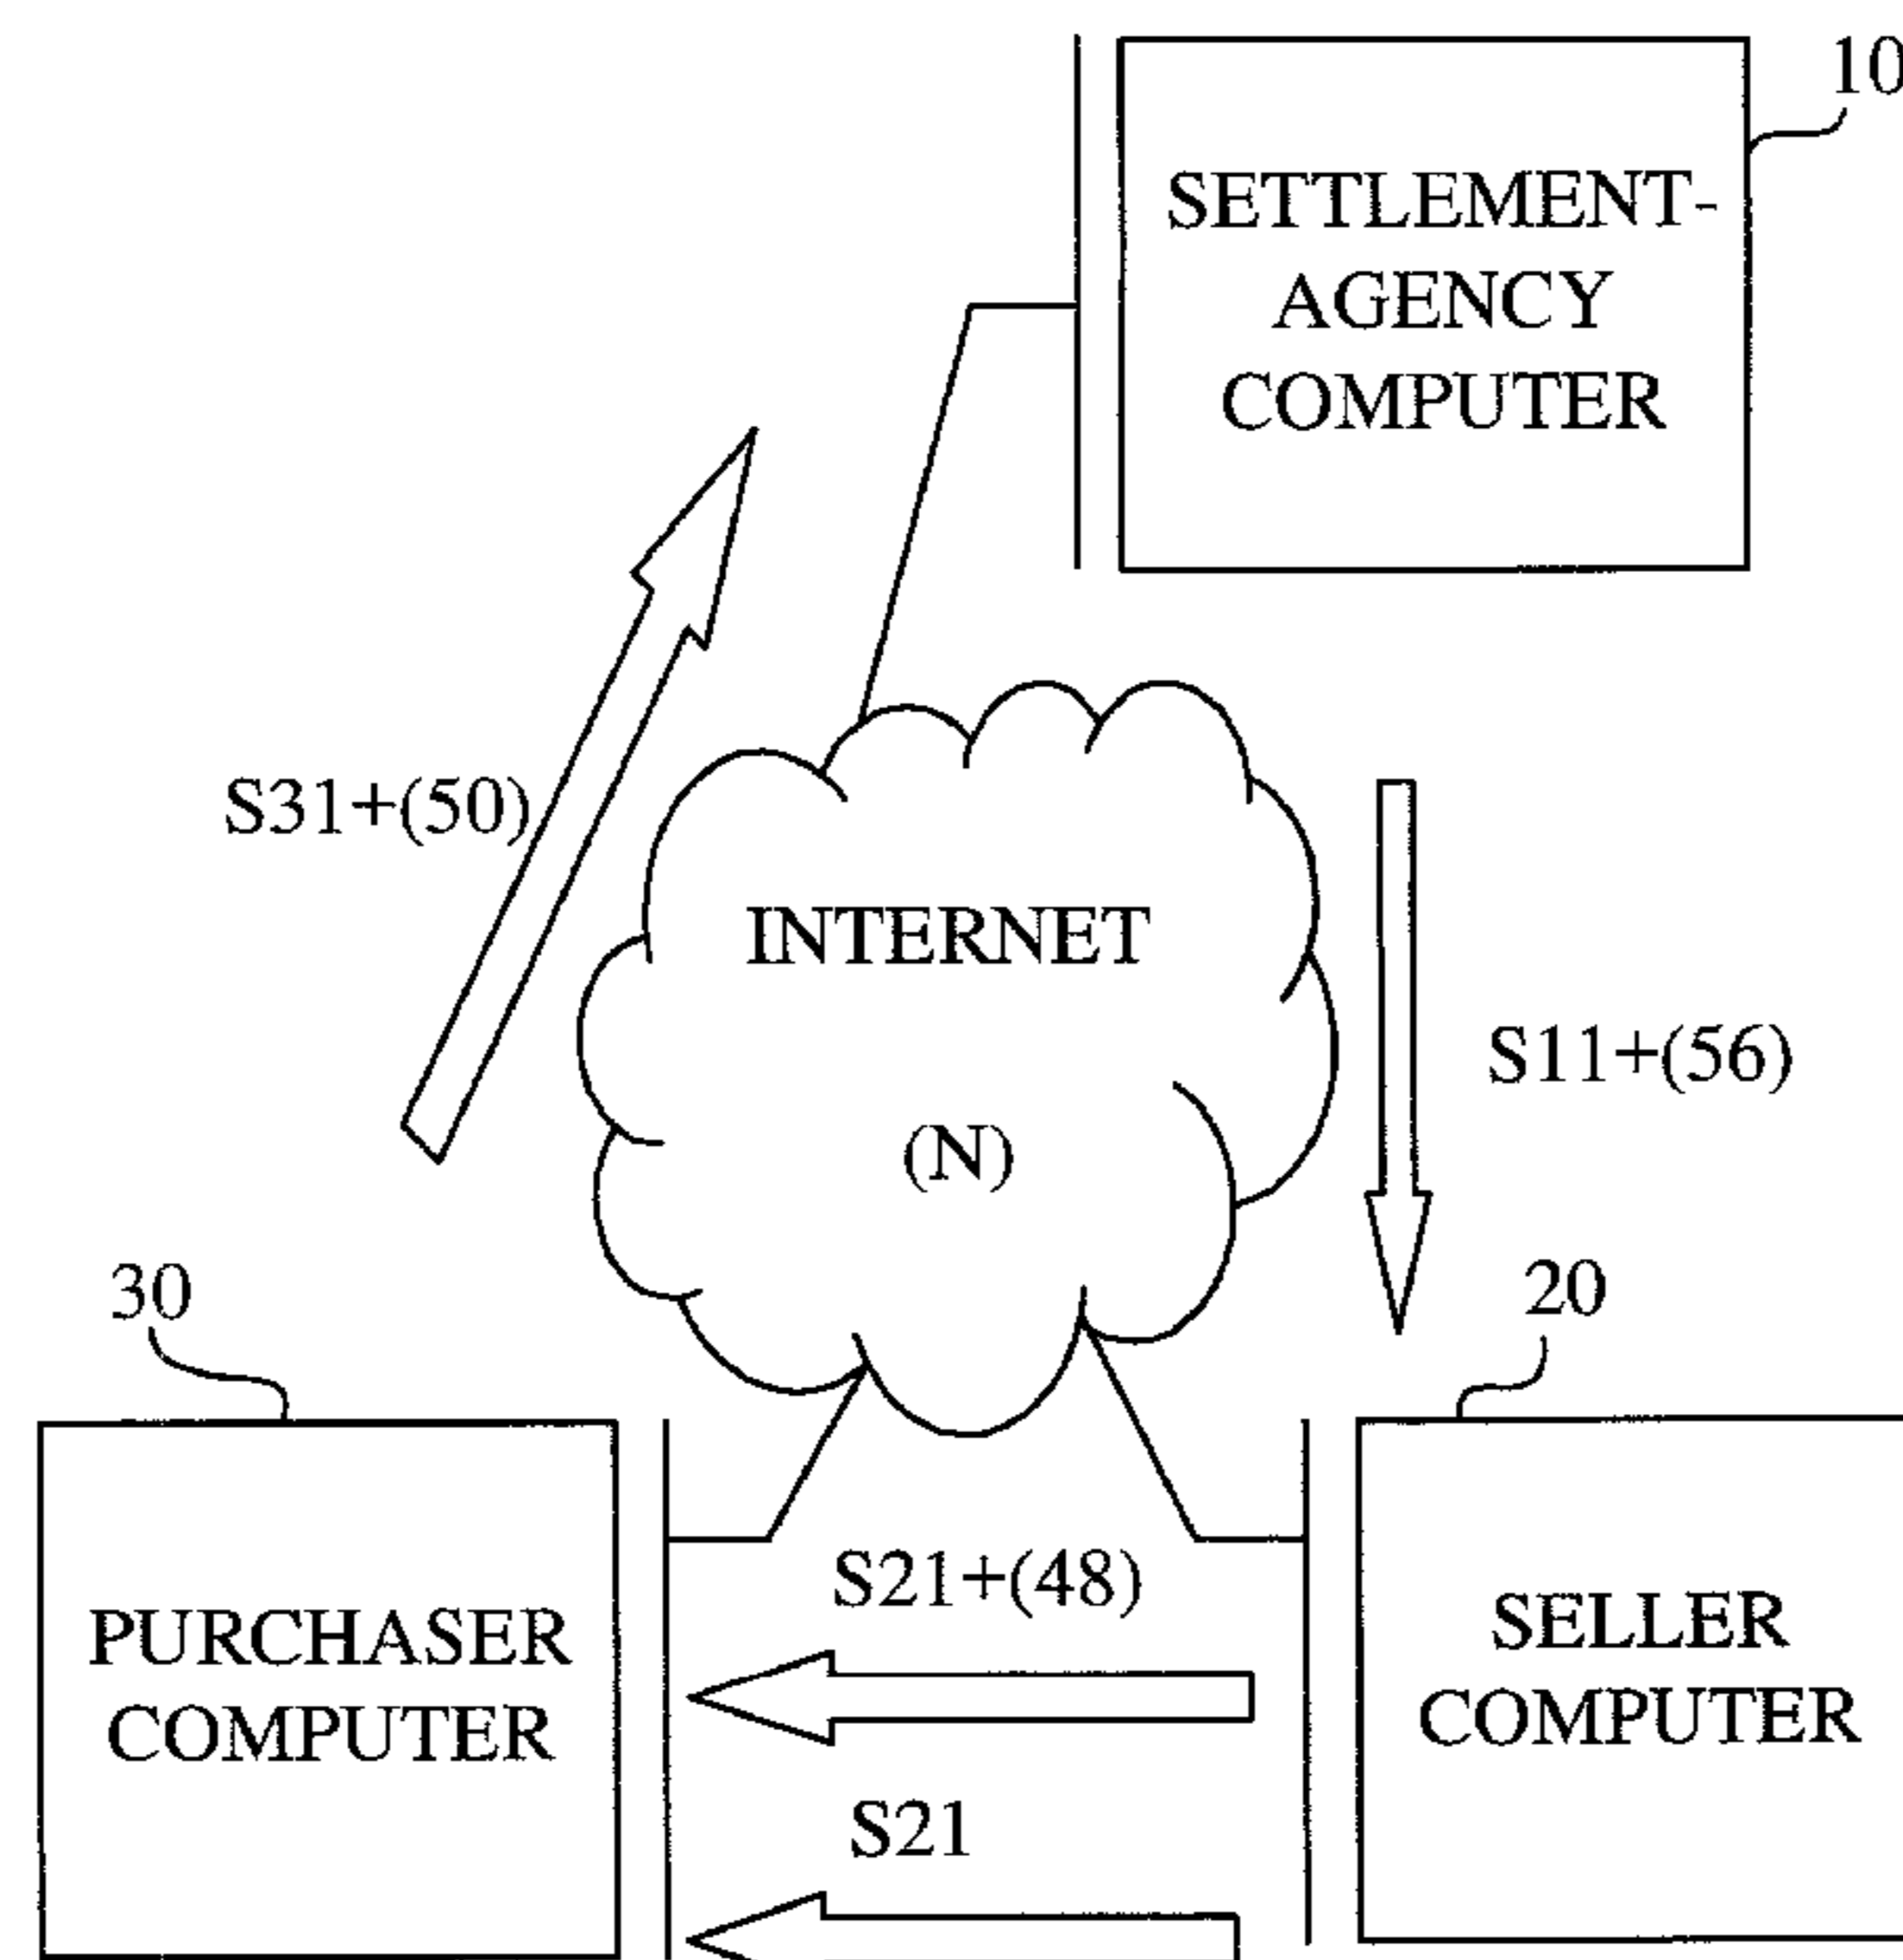 10
SETTLEMENT-
AGENCY
COMPUTER
S31+(50)
INTERNET
(N)
S11+(56)
30
20
PURCHASER
COMPUTER
S21+(48)
S21
SELLER
COMPUTER